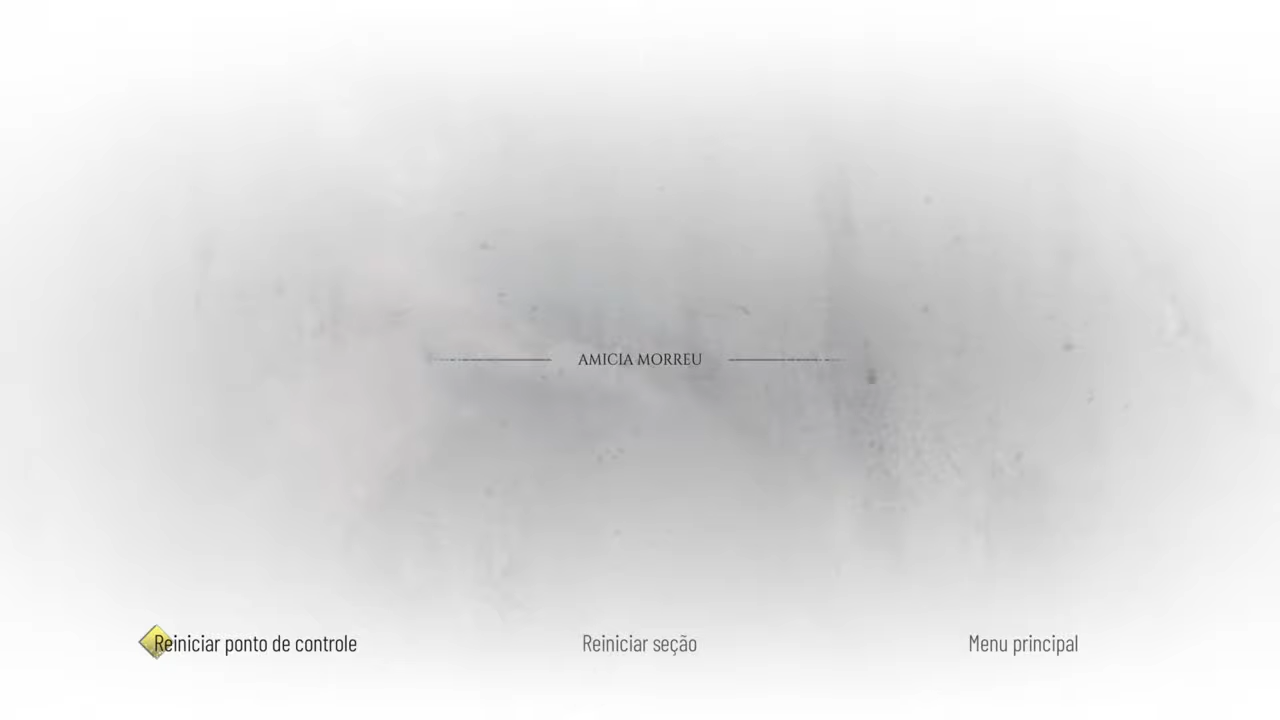 AMICIA MORREU
Reiniciar ponto de controle
Reiniciar seção
Menu principal